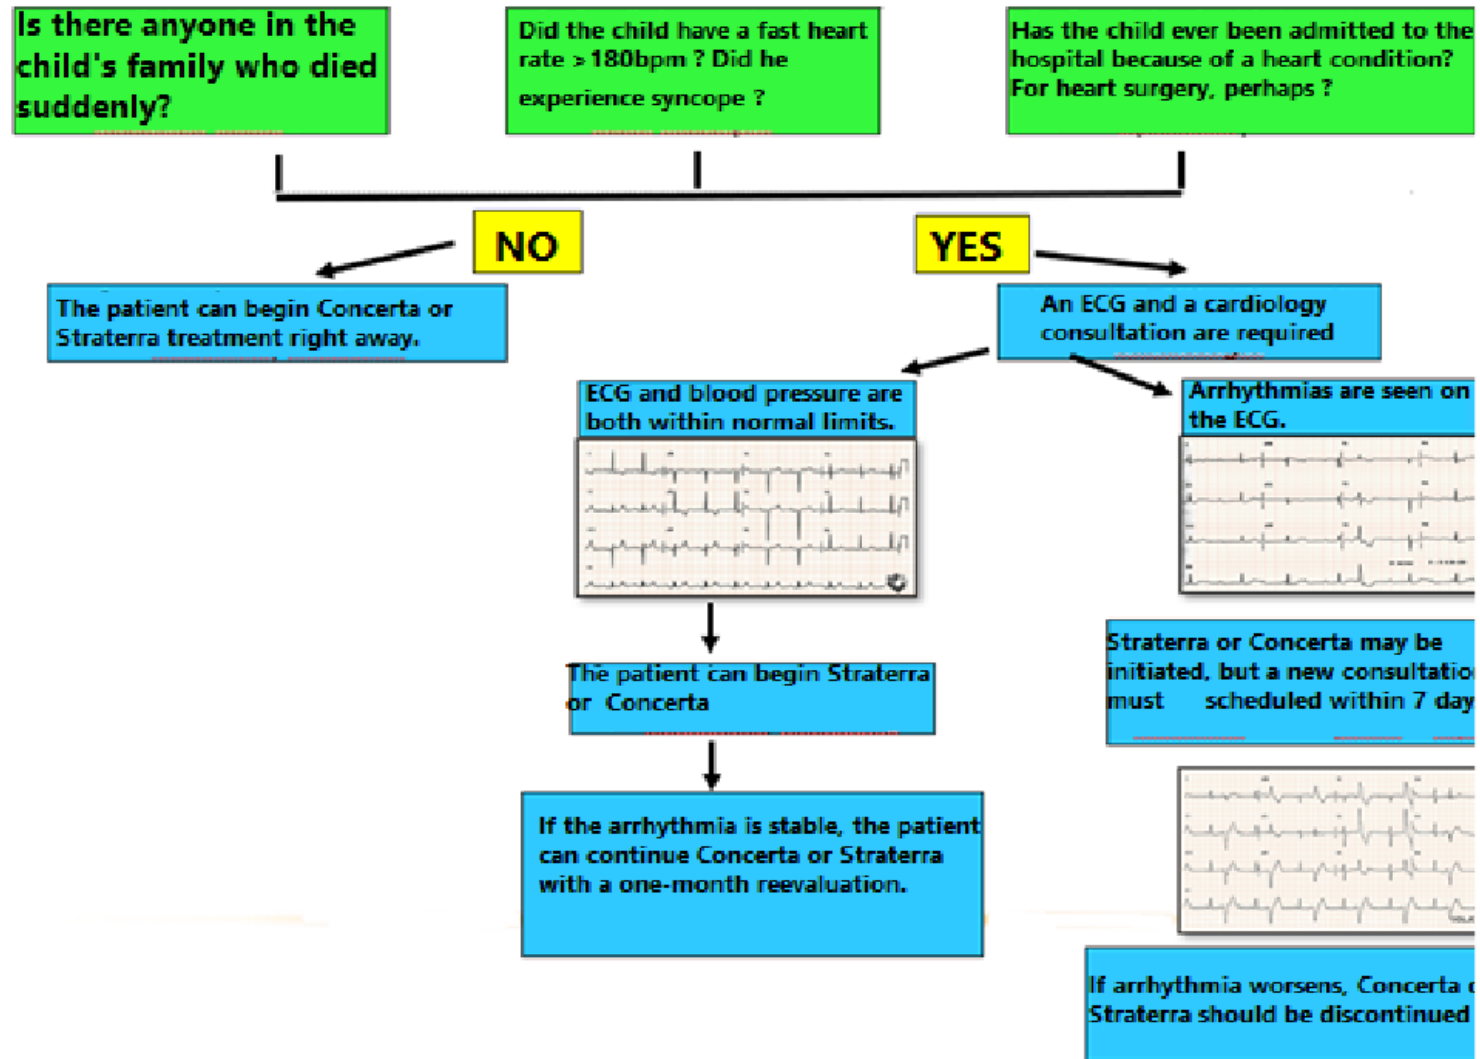 Is there anyone in the
child's family who died
suddenly?
Did the child have a fast heart
rate > 180bpm ? Did he
experience syncope ?
Has the child ever been admitted to the
hospital because of a heart condition?
For heart surgery, perhaps ?
NO
YES
The patient can begin Concerta or
Straterra treatment right away.
An ECG and a cardiology
consultation are required
ECG and blood pressure are
both within normal limits.
Arrhythmias are seen on
the ECG.
The patient can begin Straterra
or Concerta
Straterra or Concerta may be
initiated, but a new consultatio
must scheduled within 7 day
If the arrhythmia is stable, the patient
can continue Concerta or Straterra
with a one-month reevaluation.
If arrhythmia worsens, Concerta
Straterra should be discontinued